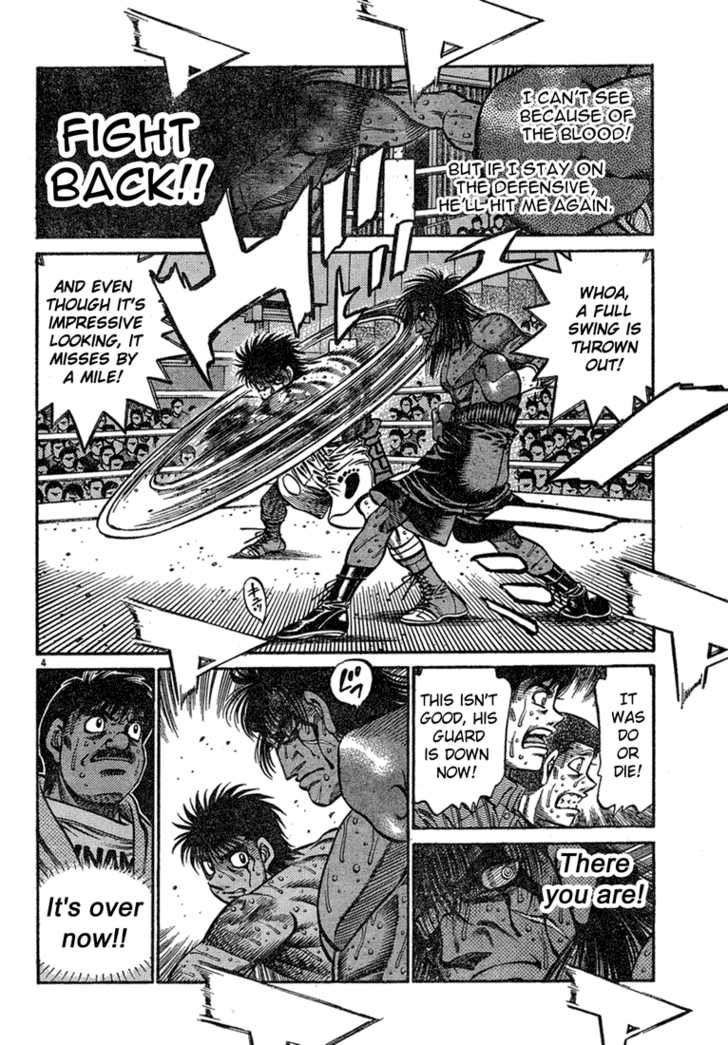 I CAN'T SEE
BECAUSE OF
THE BLOOD!
BUT IF I STAY ON
THE DEFENSIVE,
HE'LL HIT ME AGAIN.
FIGHT
BACK!!
WHOA,
A FULL
SWING IS
THROWN
OUT!
AND EVEN
THOUGH IT'S
IMPRESSIVE
LOOKING, IT
MISSES BY
A MILE!
4
IT
WAS
DO
OR
DIE!
THIS ISN'T
GOOD, HIS
GUARD
IS DOWN
NOW!
There
you are!
YNAM
It's over
now!!